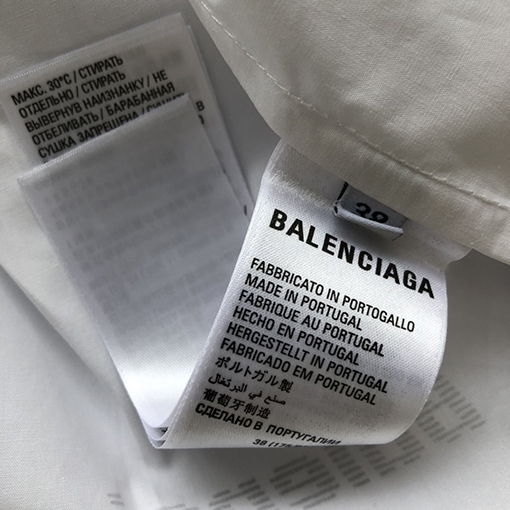 МАКС. 30°C / СТИРАТЬ
ОТДЕЛЬНО / СТИРАТЬ
ВЫВЕРНУВ НАИЗНАНКУ / НЕ
ОТБЕЛИВАТЬ / БАРАБАННАЯ
СУШКА ЗАПРЕЩЕНА /
38
BALENCIAGA
FABBRICATO IN PORTOGALLO
MADE IN PORTUGAL
FABRIQUE AU PORTUGAL
HECHO EN PORTUGAL
HERGESTELLT IN PORTUGAL
FABRICADO EM PORTUGAL
ポルトガル製
صنع في البرتغال
葡萄牙制造
СДЕЛАНО В ПОРТУГАЛИИ
38